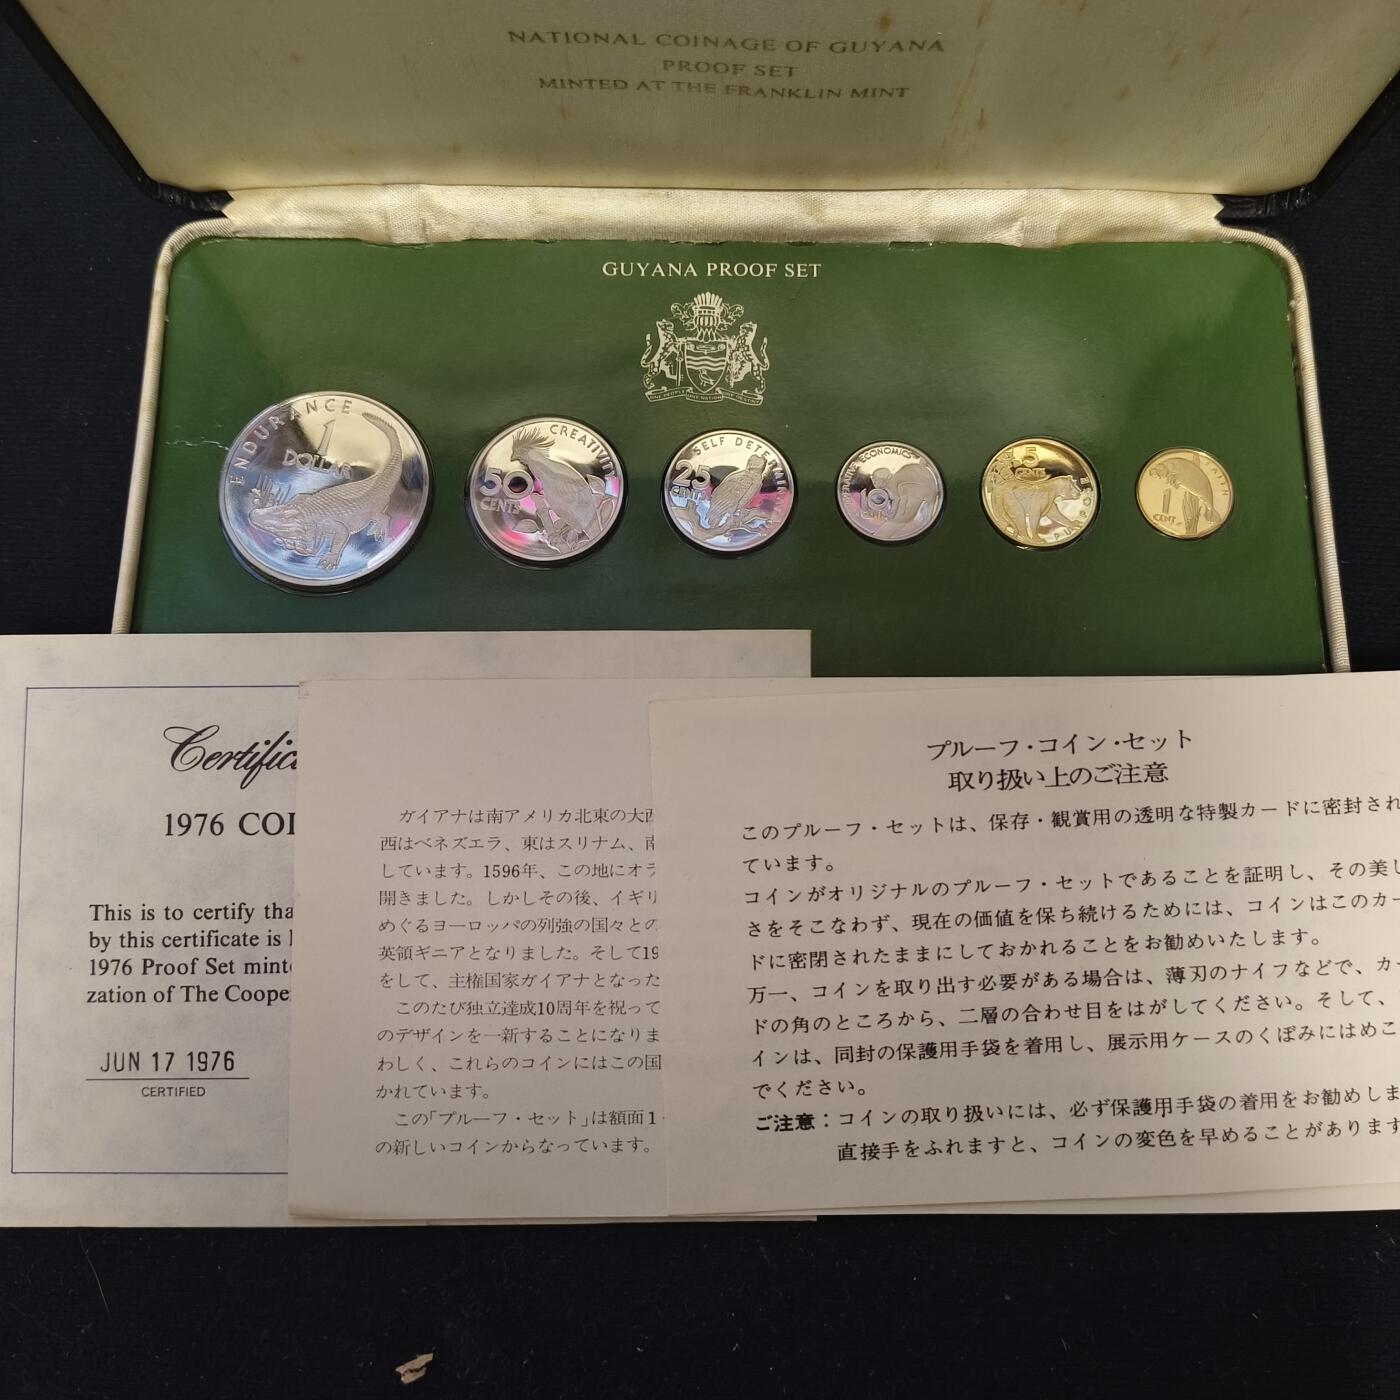 NATIONAL COINAGE OF GUYANA
PROOF SET
MINTED AT THE FRANKLIN MINT
GUYANA PROOF SET
ONE PEOPLE ONE NATION ONE DESTINY
ENDURANCE
1
DOLLAR
CREATIVITY
50
CENTS
SELF DETERMIN
25
CENT
ECONOMICS
10
CENTS
5
CENTS
PURPO
FAITH
1
CENT
Certific
1976 COI
This is to certify tha
by this certificate is
1976 Proof Set mint
zation of The Coope
JUN 17 1976
CERTIFIED
ガイアナは南アメリカ北東の大西
西はベネズエラ、東はスリナム、南
しています。1596年、この地にオラ
開きました。しかしその後、イギリ
めぐるヨーロッパの列強の国々との
英領ギニアとなりました。そして19
をして、主権国家ガイアナとなった
このたび独立達成10周年を祝って
のデザインを一新することになりま
わしく、これらのコインにはこの国
かれています。
この「プルーフ・セット」は額面1
の新しいコインからなっています。
プルーフ・コイン・セット
取り扱い上のご注意
このプルーフ・セットは、保存・観賞用の透明な特製カードに密封され
ています。
コインがオリジナルのプルーフ・セットであることを証明し、その美し
さをそこなわず、現在の価値を保ち続けるためには、コインはこのカー
ドに密閉されたままにしておかれることをお勧めいたします。
万一、コインを取り出す必要がある場合は、薄刃のナイフなどで、カー
ドの角のところから、二層の合わせ目をはがしてください。そして、
インは、同封の保護用手袋を着用し、展示用ケースのくぼみにはめこ
でください。
ご注意：コインの取り扱いには、必ず保護用手袋の着用をお勧めしま
直接手をふれますと、コインの変色を早めることがあります